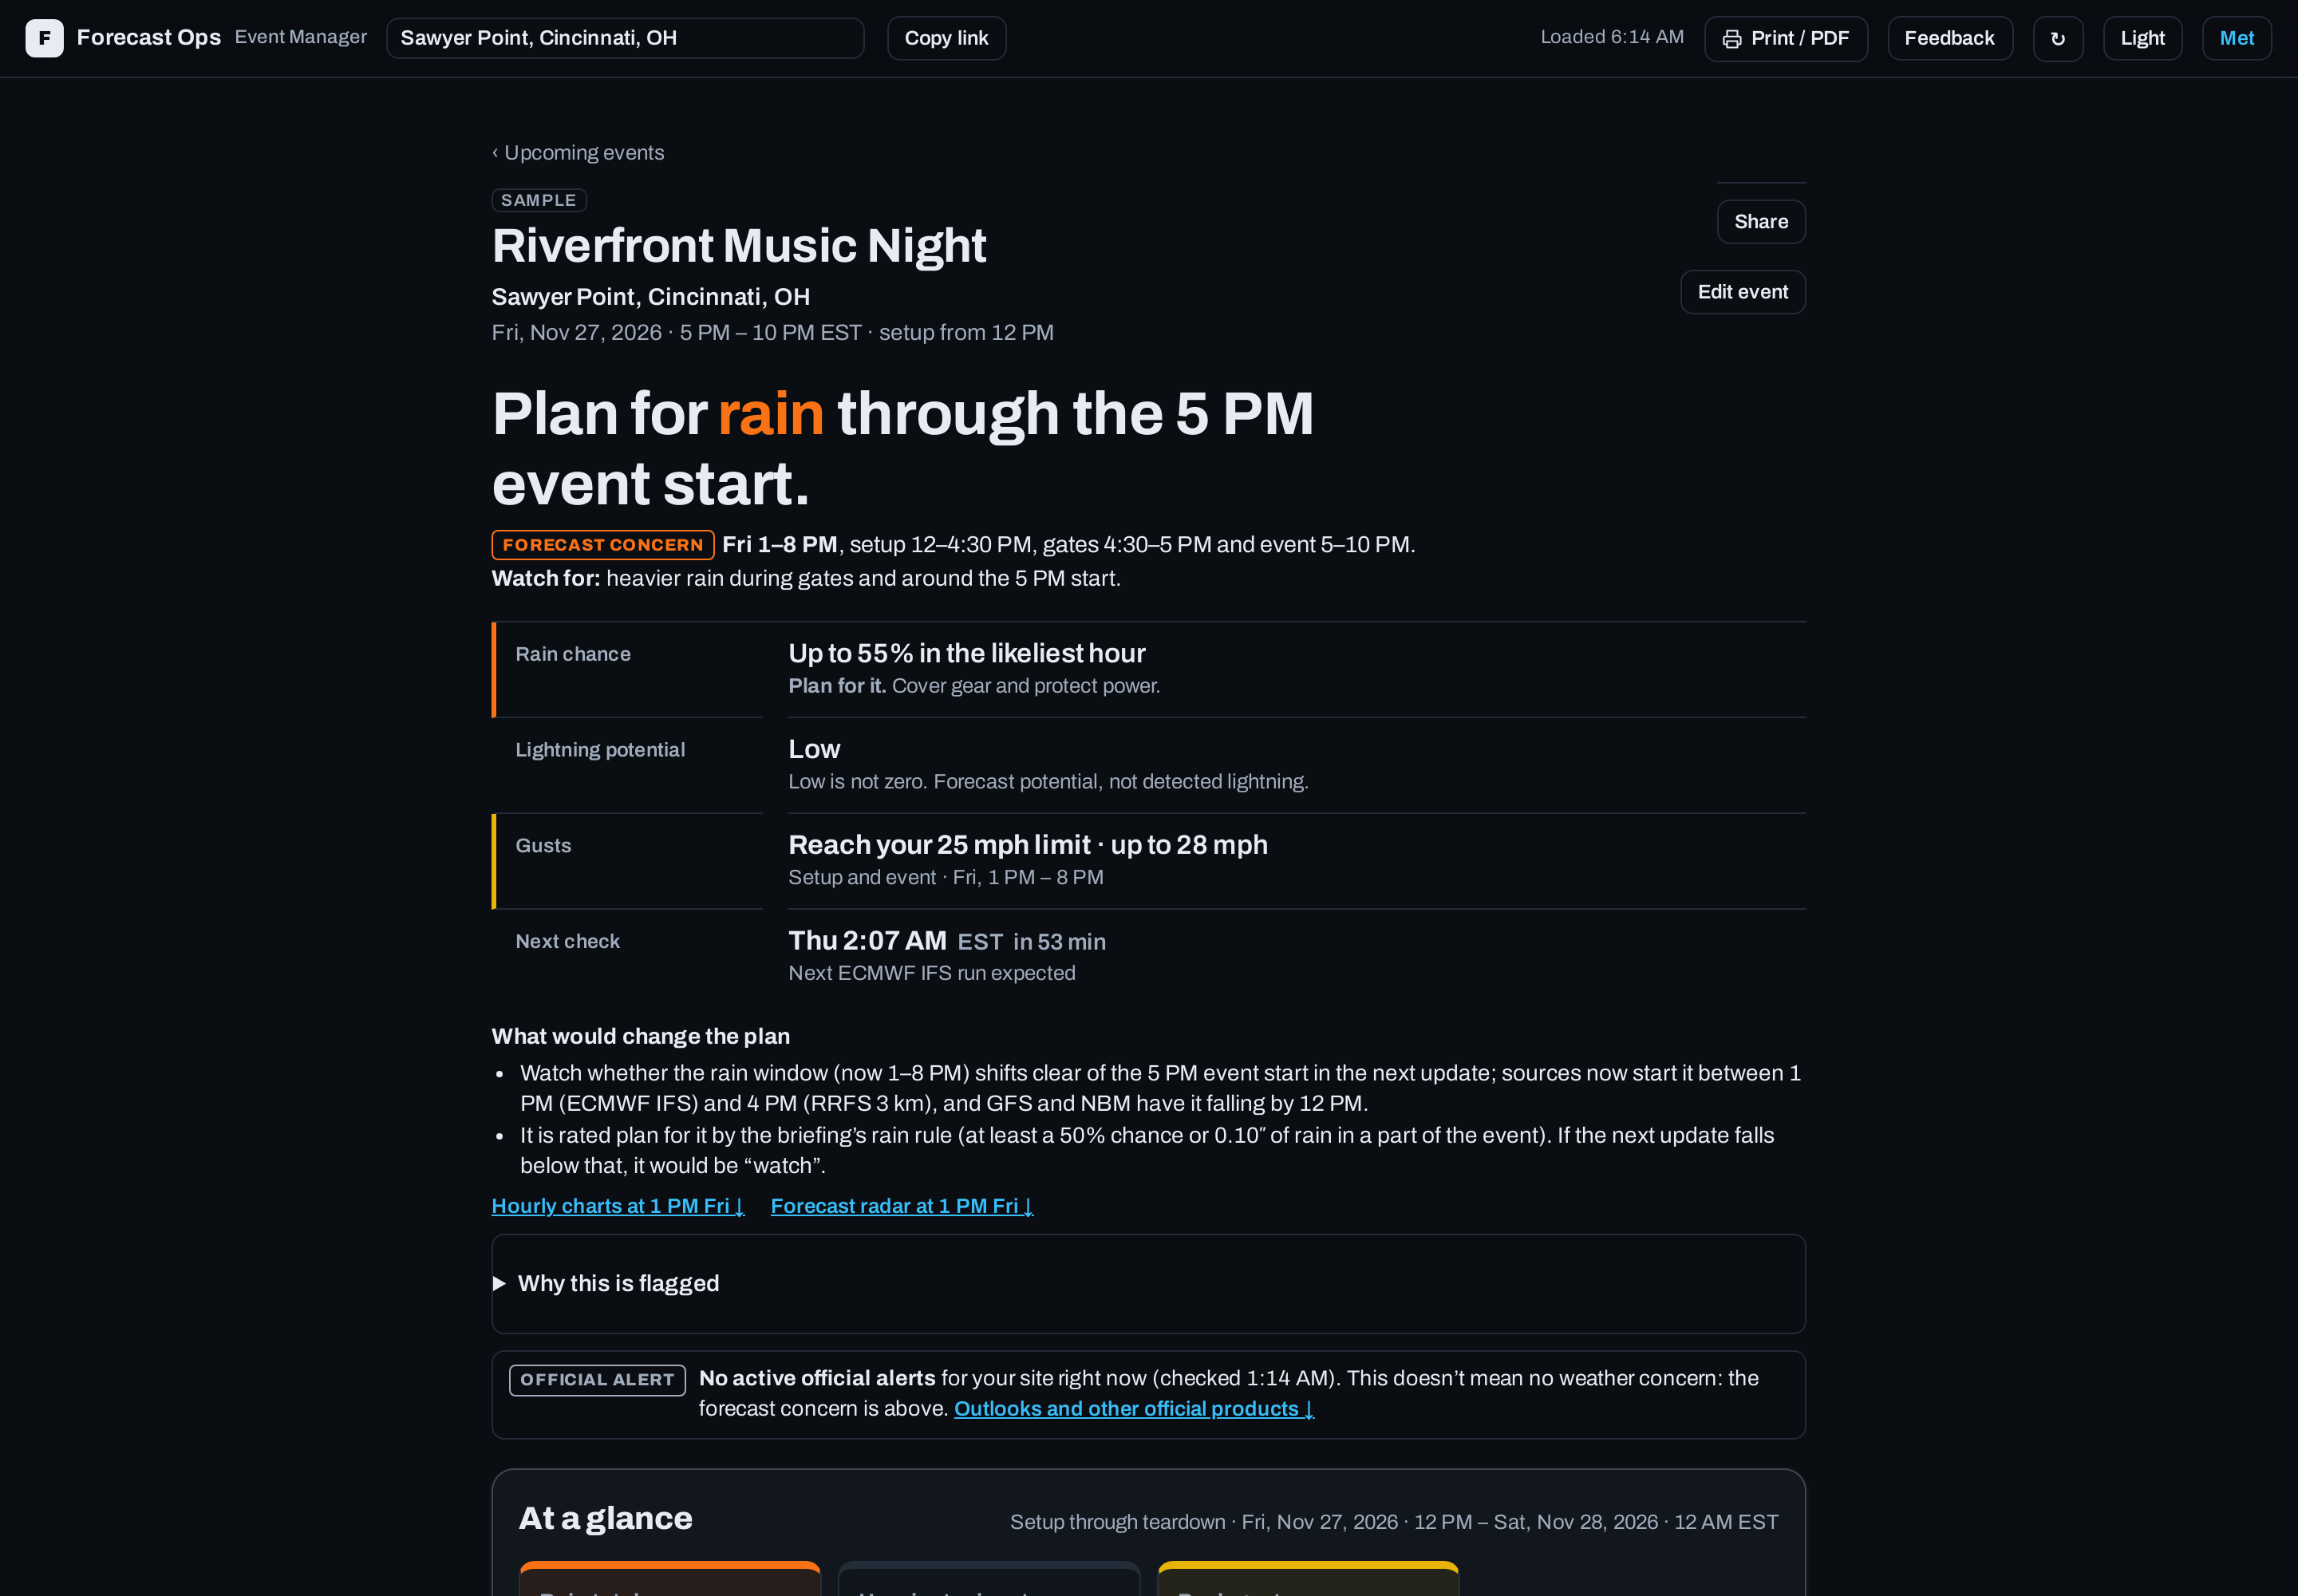 F Forecast Ops Event Manager Sawyer Point, Cincinnati, OH Copy link Loaded 6:14 AM Print / PDF Feedback ↻ Light Met
‹ Upcoming events
SAMPLE
Riverfront Music Night
Sawyer Point, Cincinnati, OH
Fri, Nov 27, 2026 · 5 PM – 10 PM EST · setup from 12 PM
Share
Edit event
Plan for rain through the 5 PM
event start.
FORECAST CONCERN Fri 1–8 PM, setup 12–4:30 PM, gates 4:30–5 PM and event 5–10 PM.
Watch for: heavier rain during gates and around the 5 PM start.
Rain chance
Up to 55% in the likeliest hour
Plan for it. Cover gear and protect power.
Lightning potential
Low
Low is not zero. Forecast potential, not detected lightning.
Gusts
Reach your 25 mph limit · up to 28 mph
Setup and event · Fri, 1 PM – 8 PM
Next check
Thu 2:07 AM EST in 53 min
Next ECMWF IFS run expected
What would change the plan
• Watch whether the rain window (now 1–8 PM) shifts clear of the 5 PM event start in the next update; sources now start it between 1
PM (ECMWF IFS) and 4 PM (RRFS 3 km), and GFS and NBM have it falling by 12 PM.
• It is rated plan for it by the briefing’s rain rule (at least a 50% chance or 0.10″ of rain in a part of the event). If the next update falls
below that, it would be “watch”.
Hourly charts at 1 PM Fri ↓ Forecast radar at 1 PM Fri ↓
▶ Why this is flagged
OFFICIAL ALERT No active official alerts for your site right now (checked 1:14 AM). This doesn’t mean no weather concern: the
forecast concern is above. Outlooks and other official products ↓
At a glance
Setup through teardown · Fri, Nov 27, 2026 · 12 PM – Sat, Nov 28, 2026 · 12 AM EST